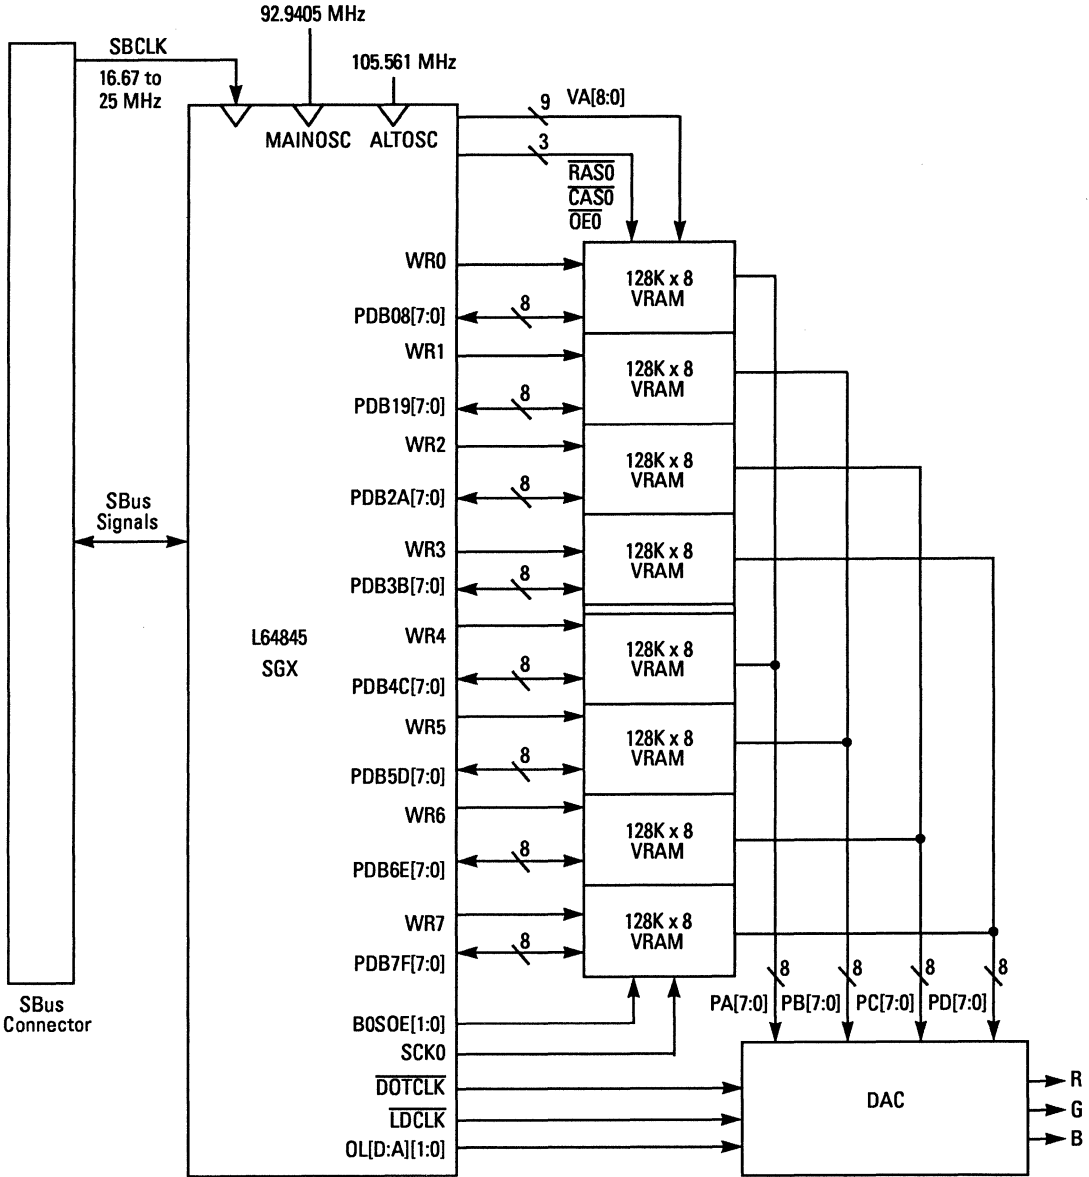 92.9405 MHz
SBCLK
16.67 to
25 MHz
105.561 MHz
MAINOSC
ALTOSC
9
VA[8:0]
3
RAS0
CAS0
OE0
WR0
PDB08[7:0]
8
128K x 8
VRAM
WR1
PDB19[7:0]
8
128K x 8
VRAM
WR2
PDB2A[7:0]
8
128K x 8
VRAM
SBus
Signals
WR3
PDB3B[7:0]
8
128K x 8
VRAM
L64845
SGX
WR4
PDB4C[7:0]
8
128K x 8
VRAM
WR5
PDB5D[7:0]
8
128K x 8
VRAM
WR6
PDB6E[7:0]
8
128K x 8
VRAM
WR7
PDB7F[7:0]
8
128K x 8
VRAM
8
8
8
8
PA[7:0]
PB[7:0]
PC[7:0]
PD[7:0]
SBus
Connector
B0SOE[1:0]
SCK0
DOTCLK
LDCLK
OL[D:A][1:0]
DAC
R
G
B